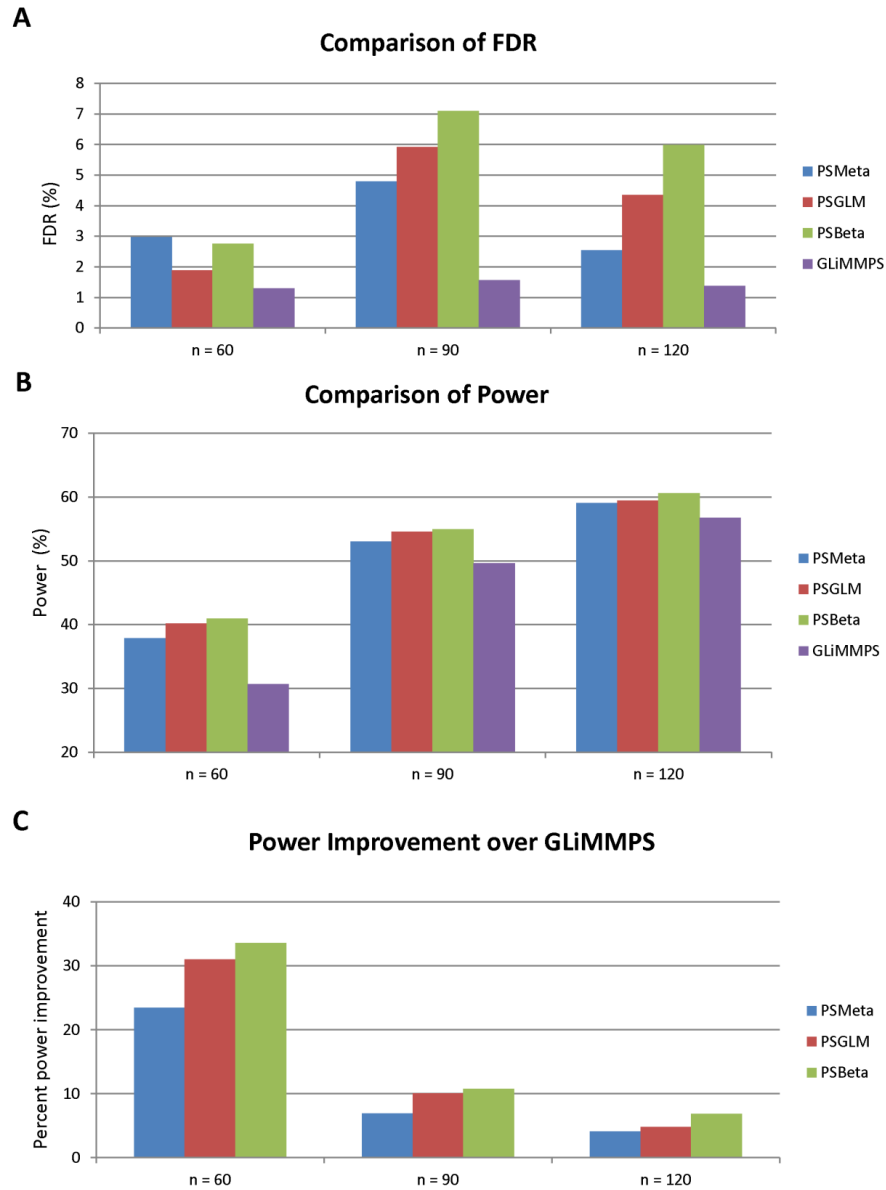 A
Comparison of FDR
FDR (%)
8
7
6
5
4
3
2
1
0
n = 60
n = 90
n = 120
PSMeta
PSGLM
PSBeta
GLiMMPS
B
Comparison of Power
Power (%)
70
60
50
40
30
20
n = 60
n = 90
n = 120
PSMeta
PSGLM
PSBeta
GLiMMPS
C
Power Improvement over GLiMMPS
Percent power improvement
40
30
20
10
0
n = 60
n = 90
n = 120
PSMeta
PSGLM
PSBeta